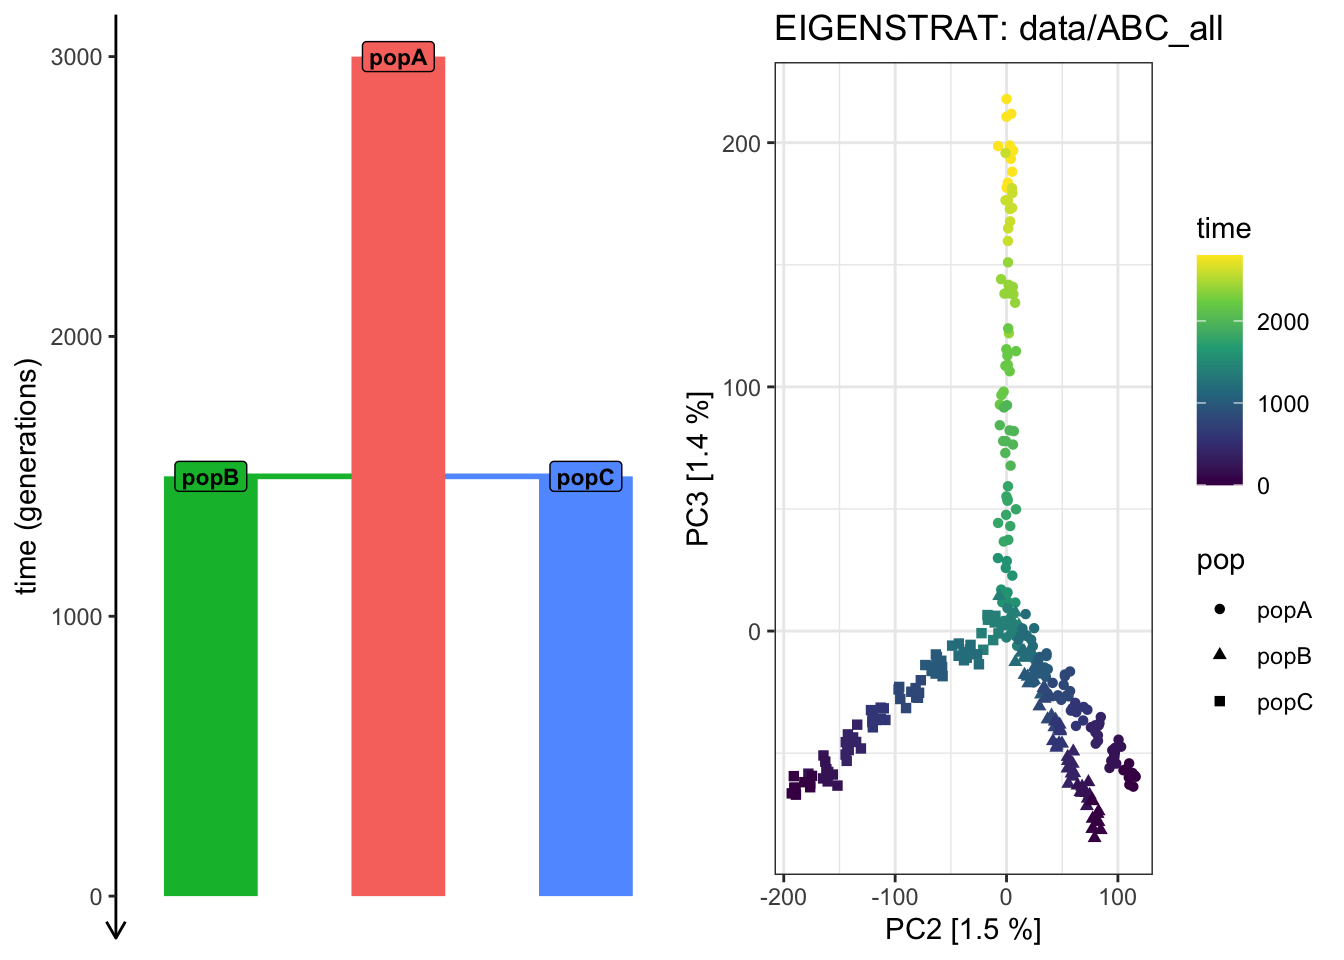 3000
2000
1000
0
time (generations)
popA
popB
popC
EIGENSTRAT: data/ABC_all
200
100
0
PC3 [1.4 %]
-200
-100
0
100
PC2 [1.5 %]
time
2000
1000
0
pop
popA
popB
popC